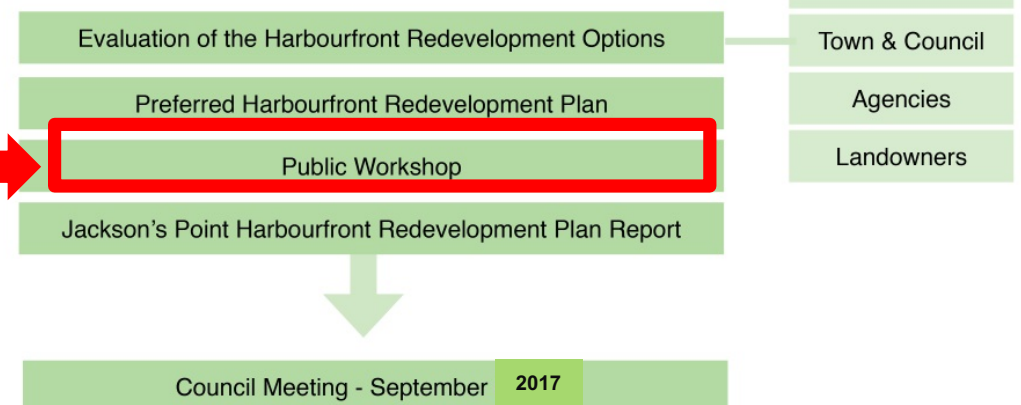 Evaluation of the Harbourfront Redevelopment Options
Town & Council
Preferred Harbourfront Redevelopment Plan
Agencies
Public Workshop
Landowners
Jackson's Point Harbourfront Redevelopment Plan Report
Council Meeting - September 2017